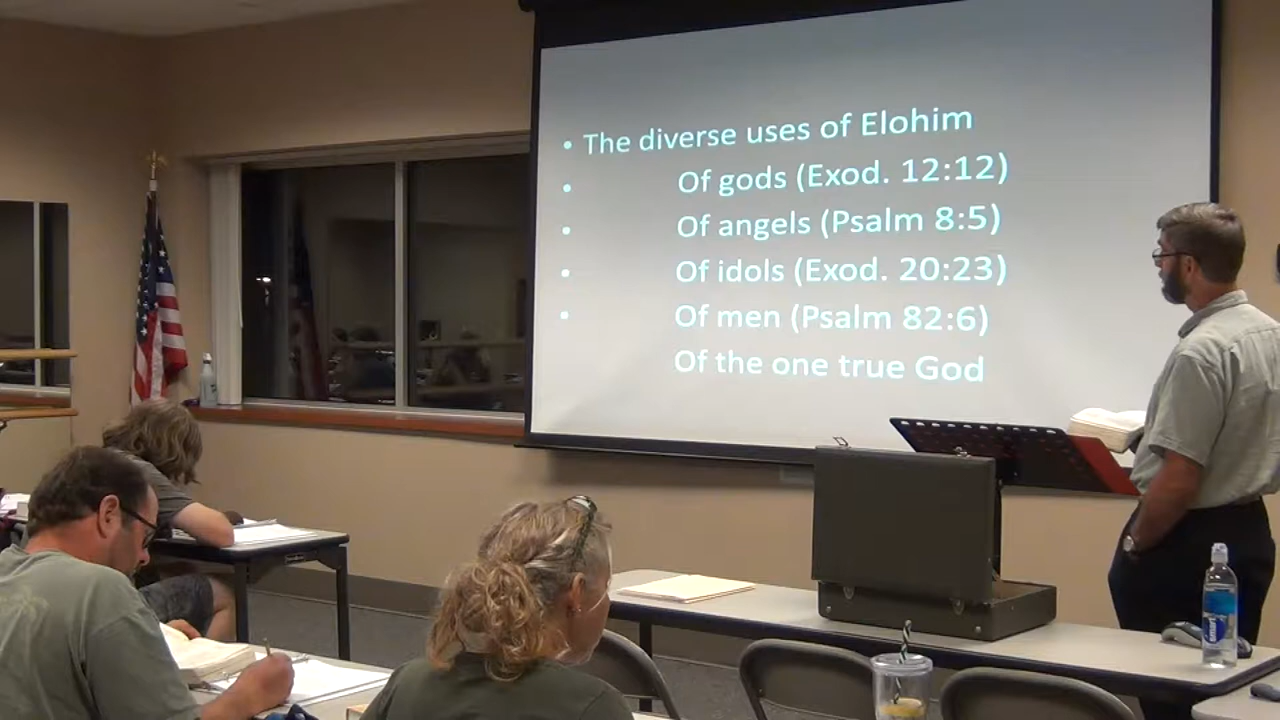 • The diverse uses of Elohim
• Of gods (Exod. 12:12)
• Of angels (Psalm 8:5)
• Of idols (Exod. 20:23)
• Of men (Psalm 82:6)
Of the one true God
smart